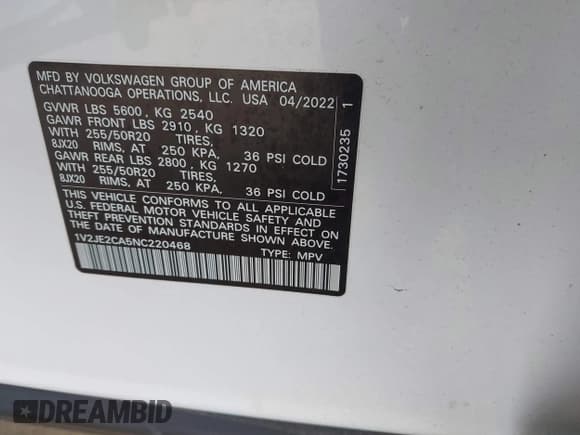 MFD BY VOLKSWAGEN GROUP OF AMERICA
CHATTANOOGA OPERATIONS, LLC. USA 04/2022
GVWR LBS 5600 , KG 2540
GAWR FRONT LBS 2910 , KG 1320
WITH 255/50R20 TIRES,
8JX20 RIMS, AT 250 KPA, 36 PSI COLD
GAWR REAR LBS 2800 , KG 1270
WITH 255/50R20 TIRES,
8JX20 RIMS, AT 250 KPA, 36 PSI COLD
THIS VEHICLE CONFORMS TO ALL APPLICABLE
U.S. FEDERAL MOTOR VEHICLE SAFETY AND
THEFT PREVENTION STANDARDS IN EFFECT ON
THE DATE OF MANUFACTURE SHOWN ABOVE.
1V2JE2CA5NC220468 TYPE: MPV
1730235 1
DREAMBID